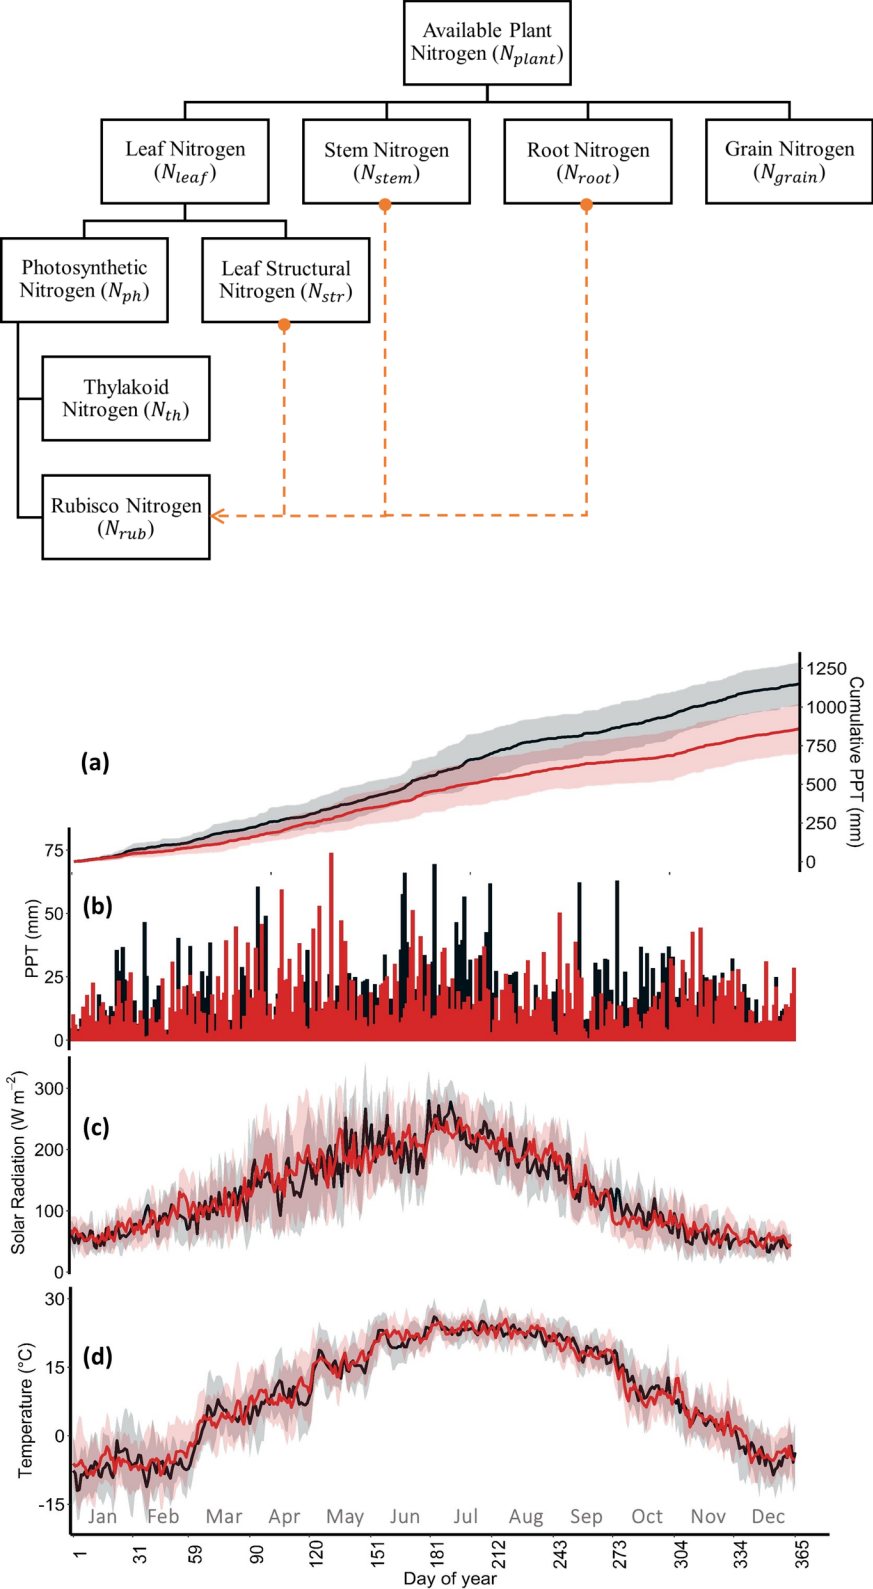 Available Plant
Nitrogen (N_plant)
Leaf Nitrogen
(N_leaf)
Stem Nitrogen
(N_stem)
Root Nitrogen
(N_root)
Grain Nitrogen
(N_grain)
Photosynthetic
Nitrogen (N_ph)
Leaf Structural
Nitrogen (N_str)
Thylakoid
Nitrogen (N_th)
Rubisco Nitrogen
(N_rub)
(a)
1250
1000
750
500
250
0
Cumulative PPT (mm)
(b)
75
50
25
0
PPT (mm)
(c)
300
200
100
0
Solar Radiation (W m⁻²)
(d)
30
15
0
-15
Temperature (°C)
Jan Feb Mar Apr May Jun Jul Aug Sep Oct Nov Dec
1 31 59 90 120 151 181 212 243 273 304 334 365
Day of year